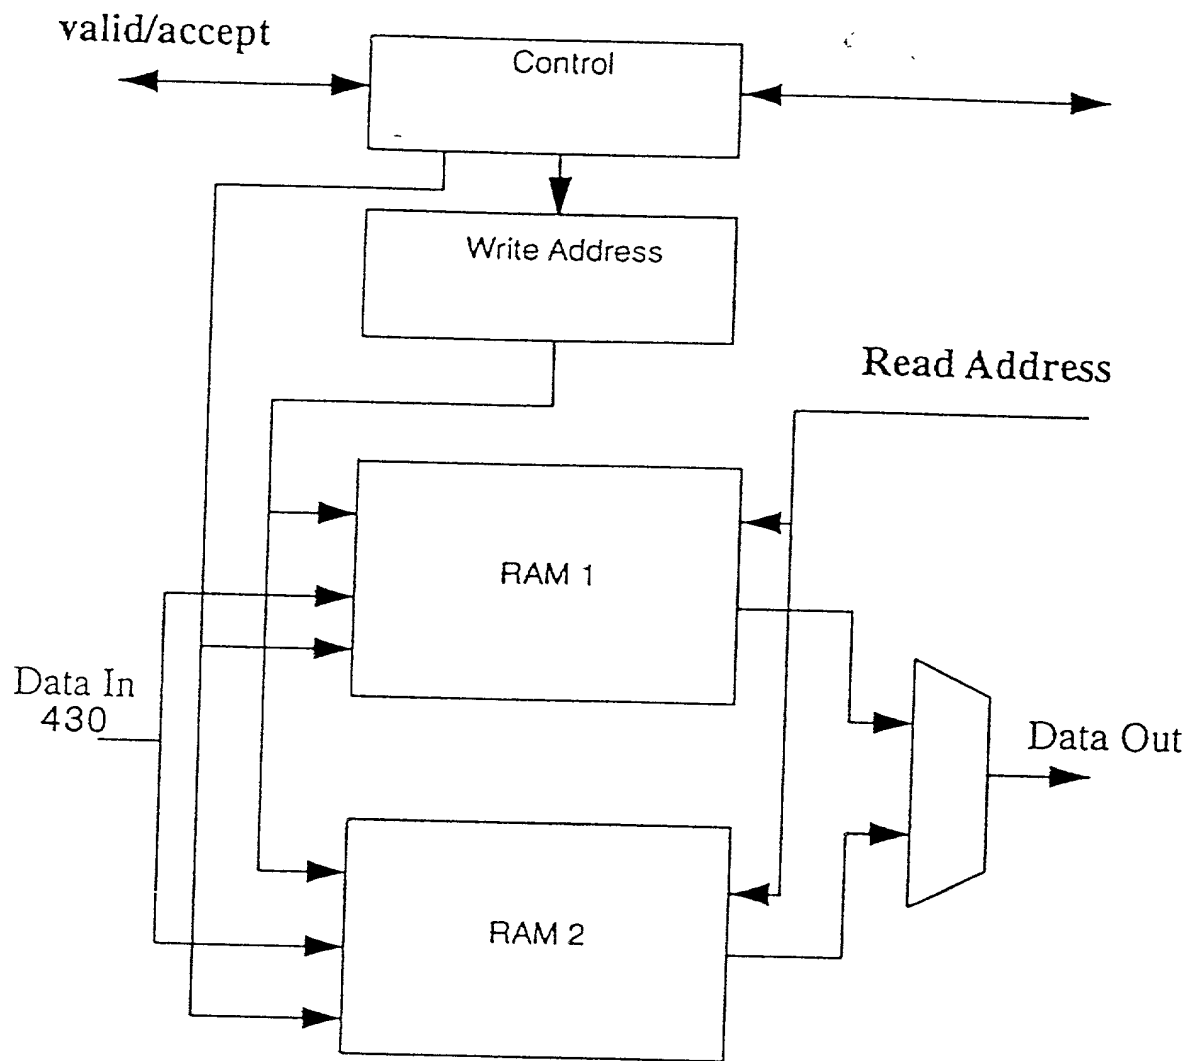 valid/accept
Control
Write Address
Read Address
RAM 1
Data In
430
Data Out
RAM 2